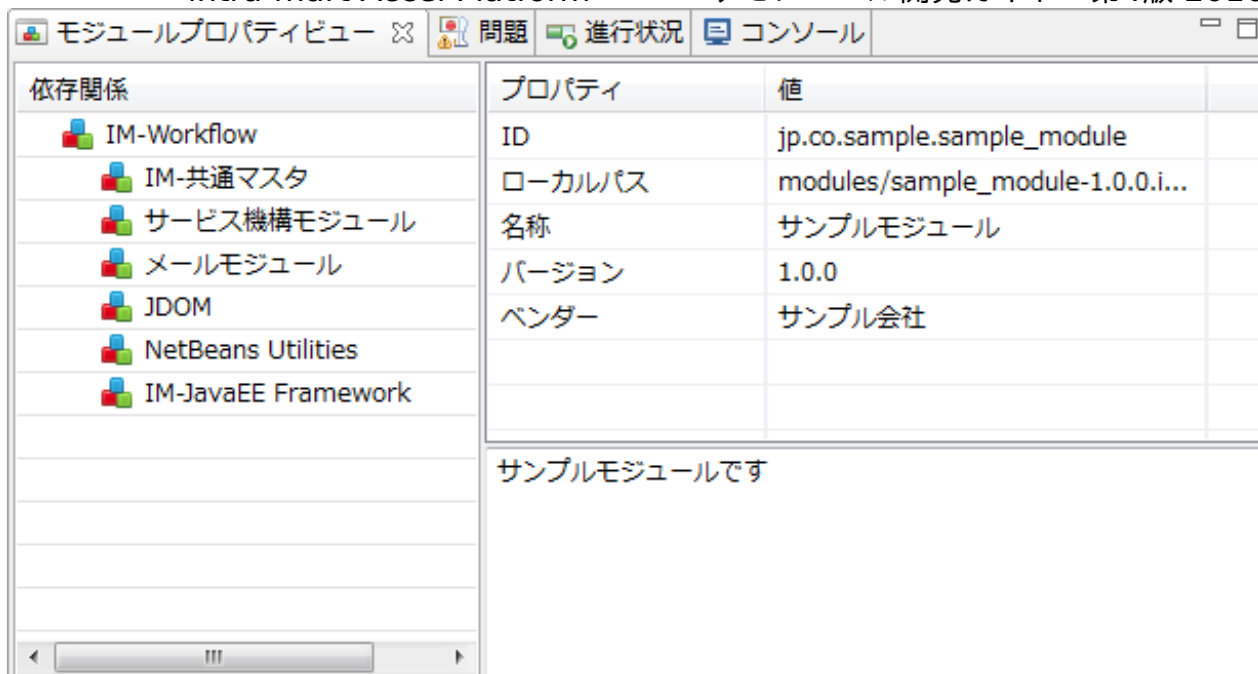 モジュールプロパティビュー 問題 進行状況 コンソール
依存関係
IM-Workflow
IM-共通マスタ
サービス機構モジュール
メールモジュール
JDOM
NetBeans Utilities
IM-JavaEE Framework
プロパティ 値
ID jp.co.sample.sample_module
ローカルパス modules/sample_module-1.0.0.i...
名称 サンプルモジュール
バージョン 1.0.0
ベンダー サンプル会社
サンプルモジュールです